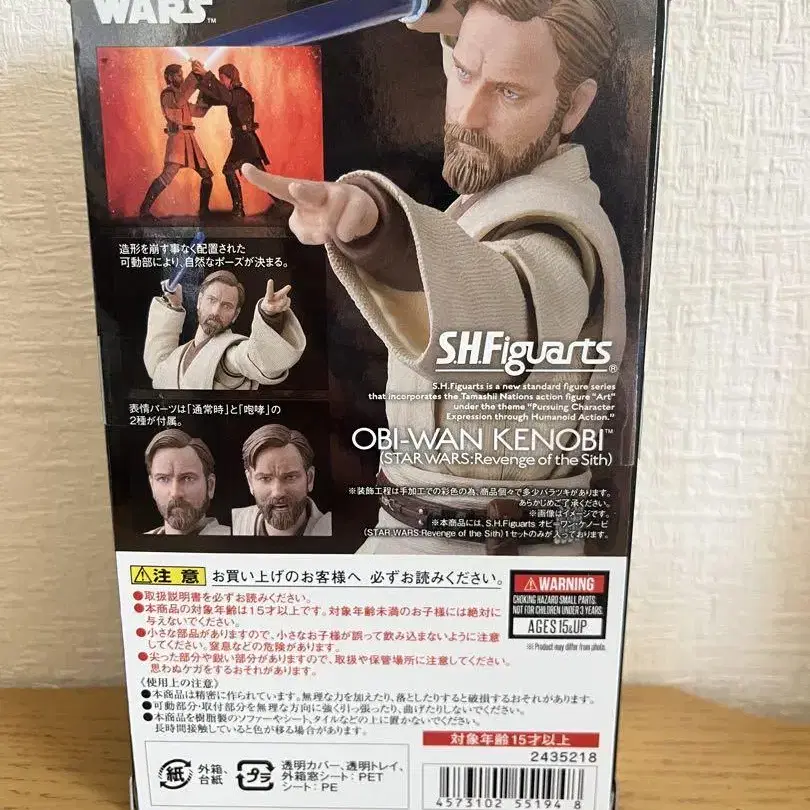 WARS™
造形を崩す事なく配置された
可動部により、自然なポーズが決まる。
表情パーツは「通常時」と「咆哮」の
2種が付属。
S.H.Figuarts®
S.H.Figuarts is a new standard figure series
that incorporates the Tamashii Nations action figure "Art"
under the theme "Pursuing Character
Expression through Humanoid Action."
OBI-WAN KENOBI™
(STAR WARS:Revenge of the Sith)
※装飾工程は手加工での彩色の為、商品個々で多少バラツキがあります。
あらかじめご了承ください。
※画像はイメージです。
※本商品には、S.H.Figuarts オビ=ワン・ケノービ
(STAR WARS:Revenge of the Sith)1セットのみが入っております。
注意 お買い上げのお客様へ 必ずお読みください。
●取扱説明書を必ずお読みください。
●本商品の対象年齢は15才以上です。対象年齢未満のお子様には絶対に
与えないでください。
●小さな部品がありますので、小さなお子様が誤って飲み込まないように注意
してください。窒息などの危険があります。
●尖った部分や鋭い部分がありますので、取扱や保管場所に注意してください。
思わぬケガをするおそれがあります。
〈使用上の注意〉
●本商品は精密に作られています。無理な力を加えたり、落としたりすると破損するおそれがあります。
●可動部分・取付部分を無理な方向に強く引っ張ったり、曲げたりしないでください。
●本商品を樹脂製のソファーやシート、タイルなどの上に置かないでください。
長時間接触していると色が移る場合があります。
WARNING
CHOKING HAZARD SMALL PARTS.
NOT FOR CHILDREN UNDER 3 YEARS.
AGES 15&UP
※Product may differ from photo.
対象年齢15才以上
2435218
紙 外箱、
台紙
プラ 透明カバー、透明トレイ、
外箱窓シート:PET
シート:PE
4573102 55194 8